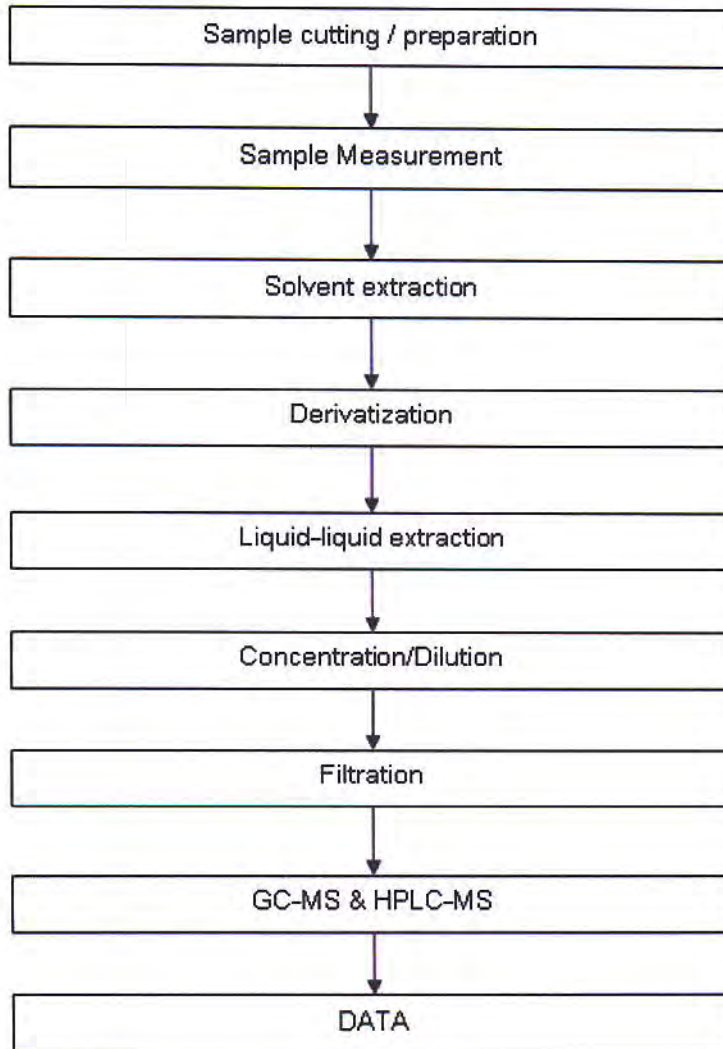 Sample cutting / preparation
Sample Measurement
Solvent extraction
Derivatization
Liquid-liquid extraction
Concentration/Dilution
Filtration
GC-MS & HPLC-MS
DATA